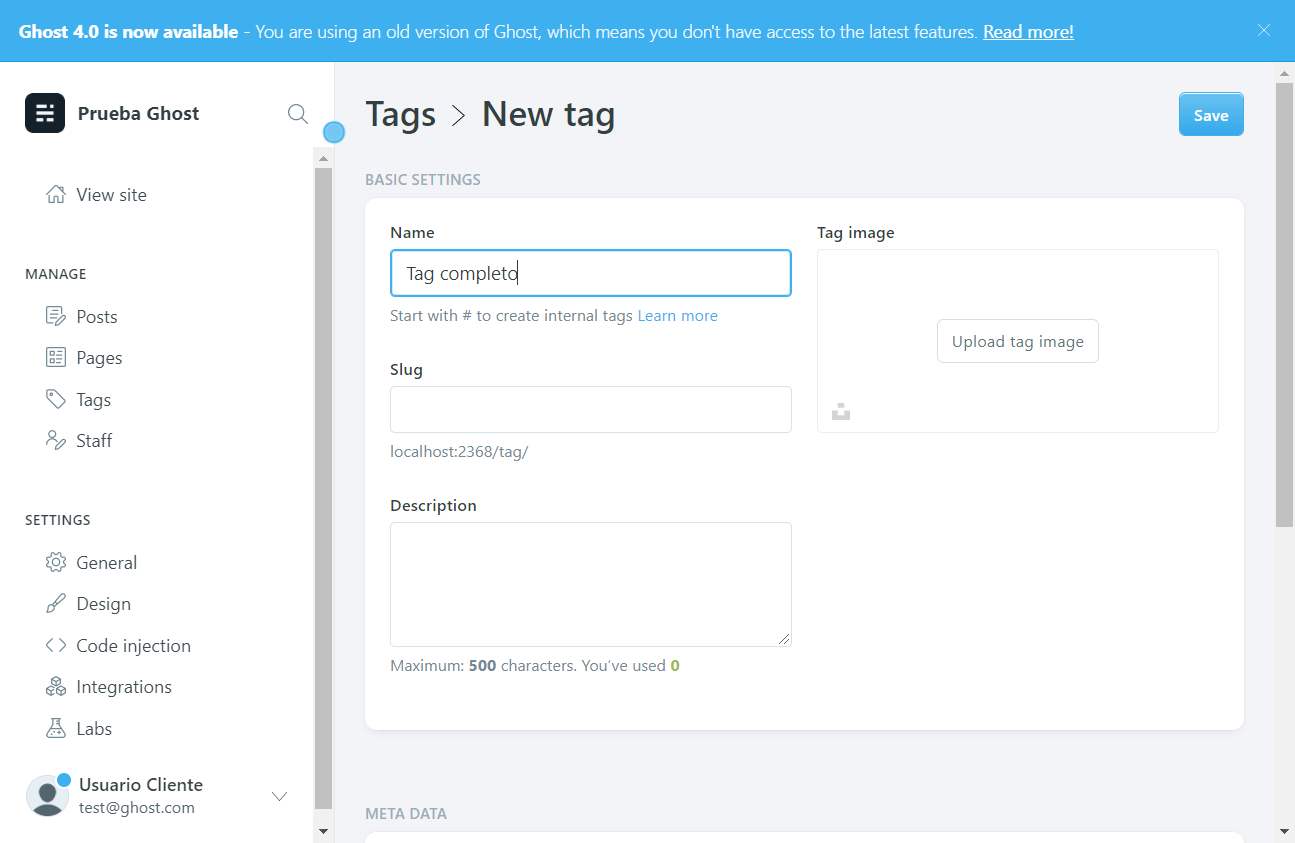 Ghost 4.0 is now available - You are using an old version of Ghost, which means you don't have access to the latest features. Read more!
Prueba Ghost
View site
MANAGE
Posts
Pages
Tags
Staff
SETTINGS
General
Design
Code injection
Integrations
Labs
Usuario Cliente
test@ghost.com
Tags > New tag
Save
BASIC SETTINGS
Name
Tag completo
Start with # to create internal tags Learn more
Slug
localhost:2368/tag/
Description
Maximum: 500 characters. You’ve used 0
Tag image
Upload tag image
META DATA